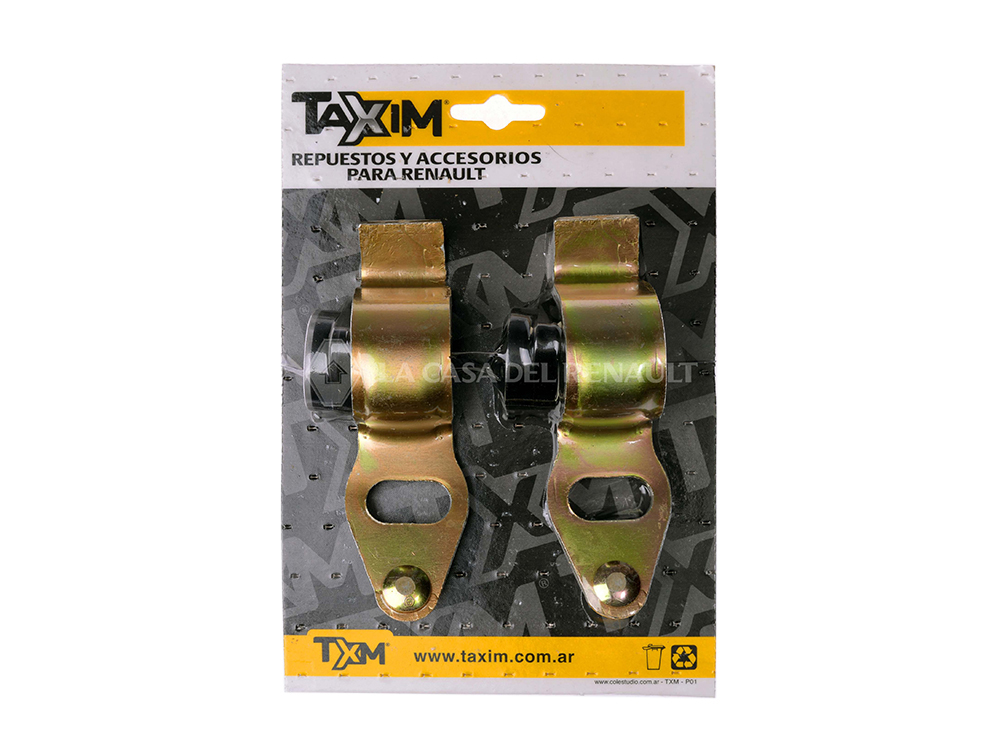 TAXXIM®
REPUESTOS Y ACCESORIOS
PARA RENAULT
LA CASA DEL RENAULT
®
TXM® www.taxim.com.ar
www.colestudio.com.ar - TXM - P01